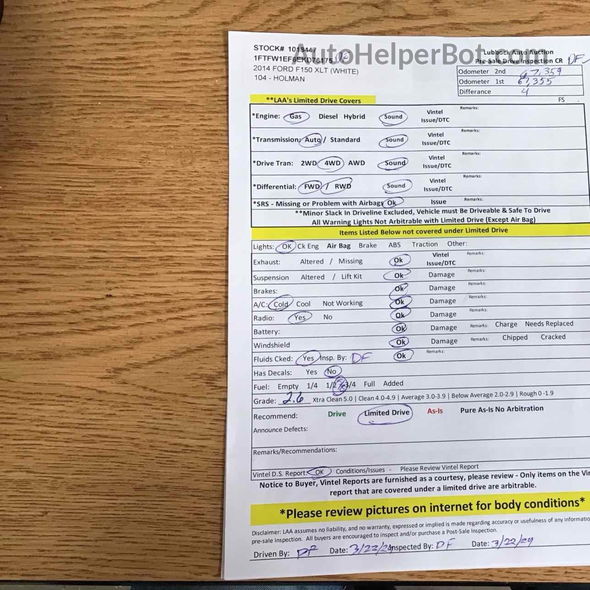 AutoHelperBot.com
STOCK#
Lubbock Auto Auction
Pre-Sale Drive/Inspection CR DF
2014 FORD F150 XLT (WHITE)
Odometer 2nd
104 - HOLMAN
Odometer 1st 67,355
Differance 4
**LAA's Limited Drive Covers FS
*Engine: Gas Diesel Hybrid Sound Vintel Issue/DTC Remarks:
*Transmission: Auto / Standard Sound Vintel Issue/DTC Remarks:
*Drive Tran: 2WD 4WD AWD Sound Vintel Issue/DTC Remarks:
*Differential: FWD / RWD Sound Vintel Issue/DTC Remarks:
*SRS - Missing or Problem with Airbags Ok Issue Remarks:
**Minor Slack In Driveline Excluded, Vehicle must Be Driveable & Safe To Drive
All Warning Lights Not Arbitrable with Limited Drive (Except Air Bag)
Items Listed Below not covered under Limited Drive
Lights: OK Ck Eng Air Bag Brake ABS Traction Other:
Exhaust: Altered / Missing Ok Vintel Issue/DTC Remarks:
Suspension Altered / Lift Kit Ok Damage Remarks:
Brakes: Ok Damage Remarks:
A/C: Cold Cool Not Working Ok Damage Remarks:
Radio: Yes No Ok Damage Remarks:
Battery: Ok Damage Remarks: Charge Needs Replaced
Windshield Ok Damage Remarks: Chipped Cracked
Fluids Cked: Yes Insp. By: DF Ok Remarks:
Has Decals: Yes No
Fuel: Empty 1/4 1/2 3/4 Full Added
Grade: 2.6 Xtra Clean 5.0 | Clean 4.0-4.9 | Average 3.0-3.9 | Below Average 2.0-2.9 | Rough 0-1.9
Recommend: Drive Limited Drive As-Is Pure As-Is No Arbitration
Announce Defects:
Remarks/Recommendations:
Vintel D.S. Report: OK Conditions/Issues - Please Review Vintel Report
Notice to Buyer, Vintel Reports are furnished as a courtesy, please review - Only items on the Vin
report that are covered under a limited drive are arbitrable.
*Please review pictures on internet for body conditions*
Disclaimer: LAA assumes no liability, and no warranty, expressed or implied is made regarding accuracy or usefulness of any informatio
pre-sale inspection. All buyers are encouraged to inspect and/or purchase a Post-Sale Inspection.
Driven By: DF Date: 3/22/24 Inspected By: DF Date: 3/22/24